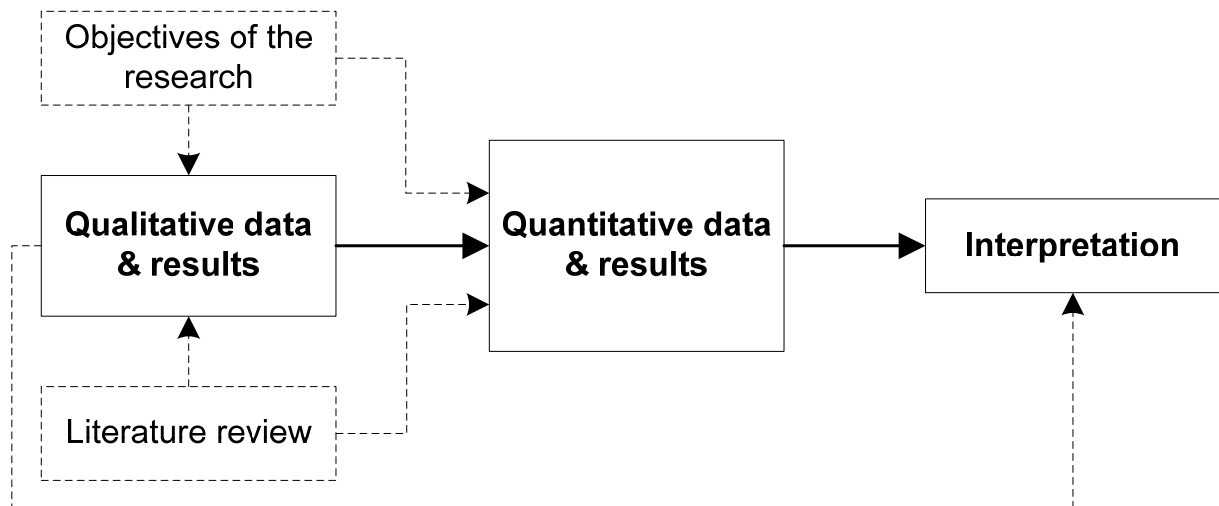 Objectives of the
research
Qualitative data
& results
Quantitative data
& results
Interpretation
Literature review